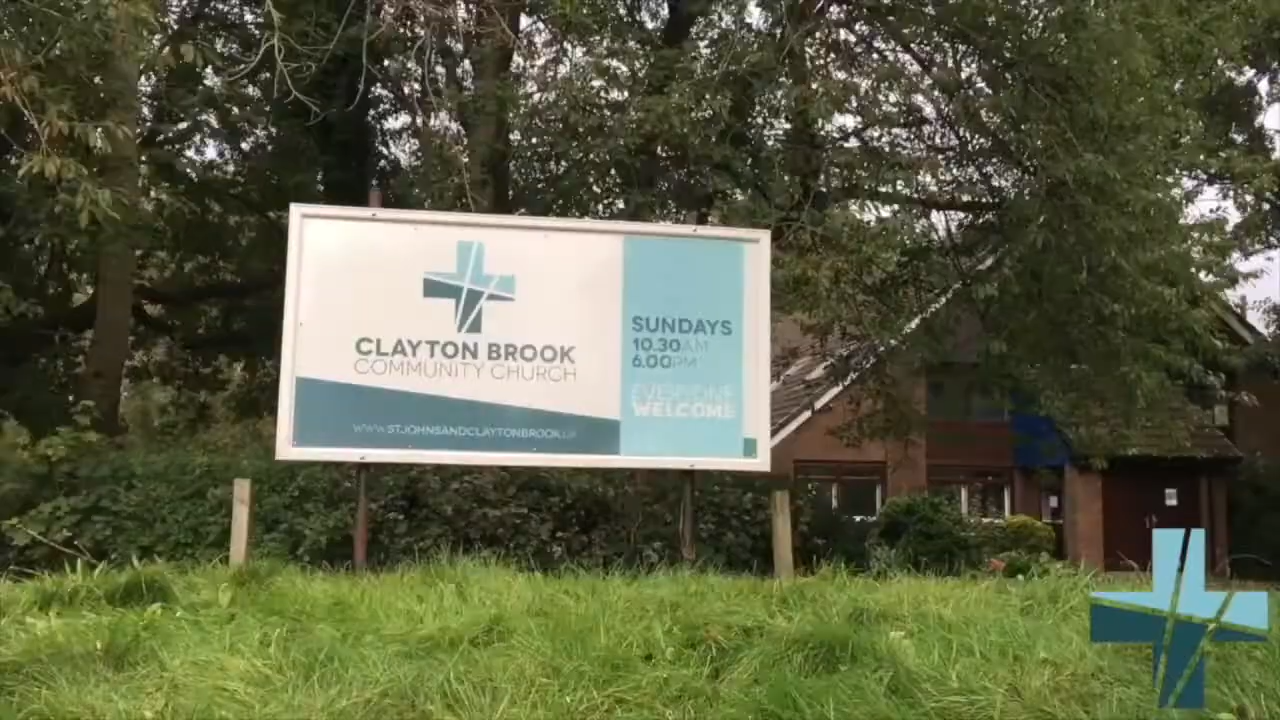 CLAYTON BROOK
COMMUNITY CHURCH
WWW.STJOHNSANDCLAYTONBROOK.UK
SUNDAYS
10.30AM
6.00PM
EVERYONE
WELCOME